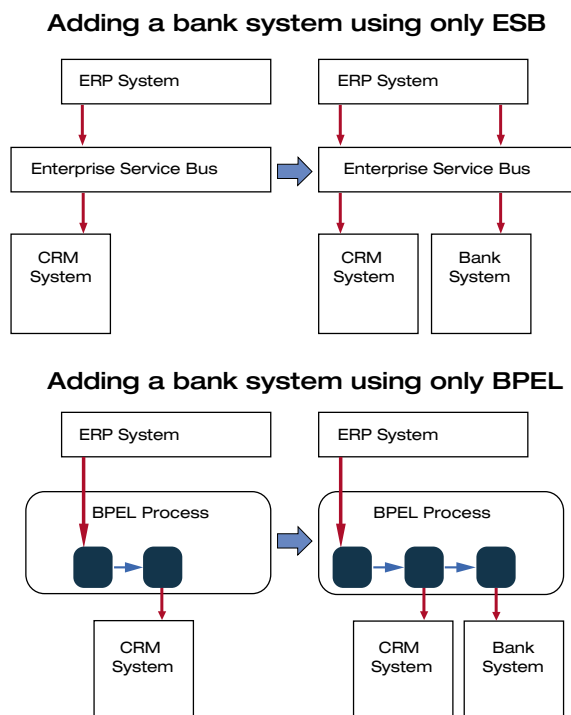 Adding a bank system using only ESB
ERP System
ERP System
Enterprise Service Bus
Enterprise Service Bus
CRM
System
CRM
System
Bank
System
Adding a bank system using only BPEL
ERP System
ERP System
BPEL Process
BPEL Process
CRM
System
CRM
System
Bank
System